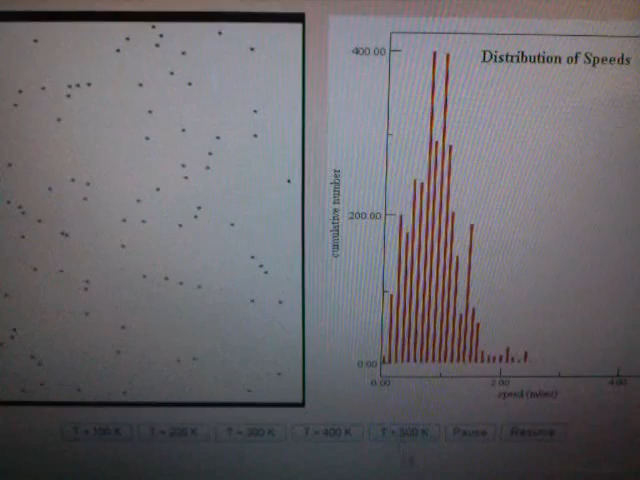 Distribution of Speeds
400.00
200.00
0.00
cumulative number
0.00 2.00 4.00
speed (m/sec)
T = 100 K T = 200 K T = 300 K T = 400 K T = 500 K Pause Resume